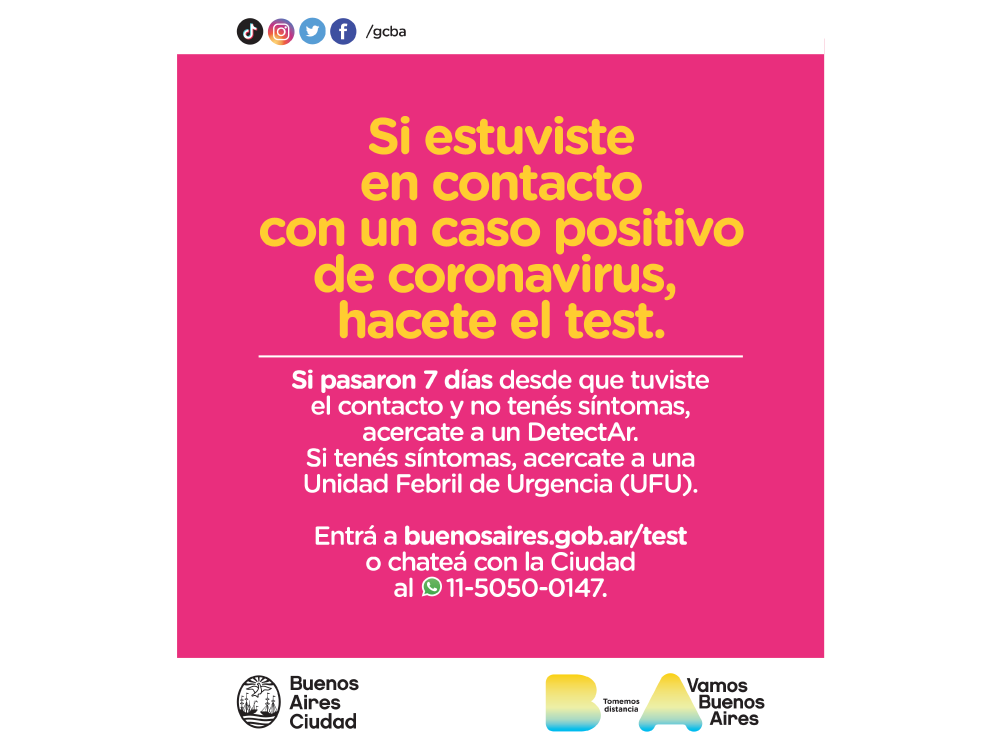 /gcba
Si estuviste
en contacto
con un caso positivo
de coronavirus,
hacete el test.
Si pasaron 7 días desde que tuviste
el contacto y no tenés síntomas,
acercate a un DetectAr.
Si tenés síntomas, acercate a una
Unidad Febril de Urgencia (UFU).
Entrá a buenosaires.gob.ar/test
o chateá con la Ciudad
al 11-5050-0147.
Buenos
Aires
Ciudad
B
Tomemos
distancia
A
Vamos
Buenos
Aires